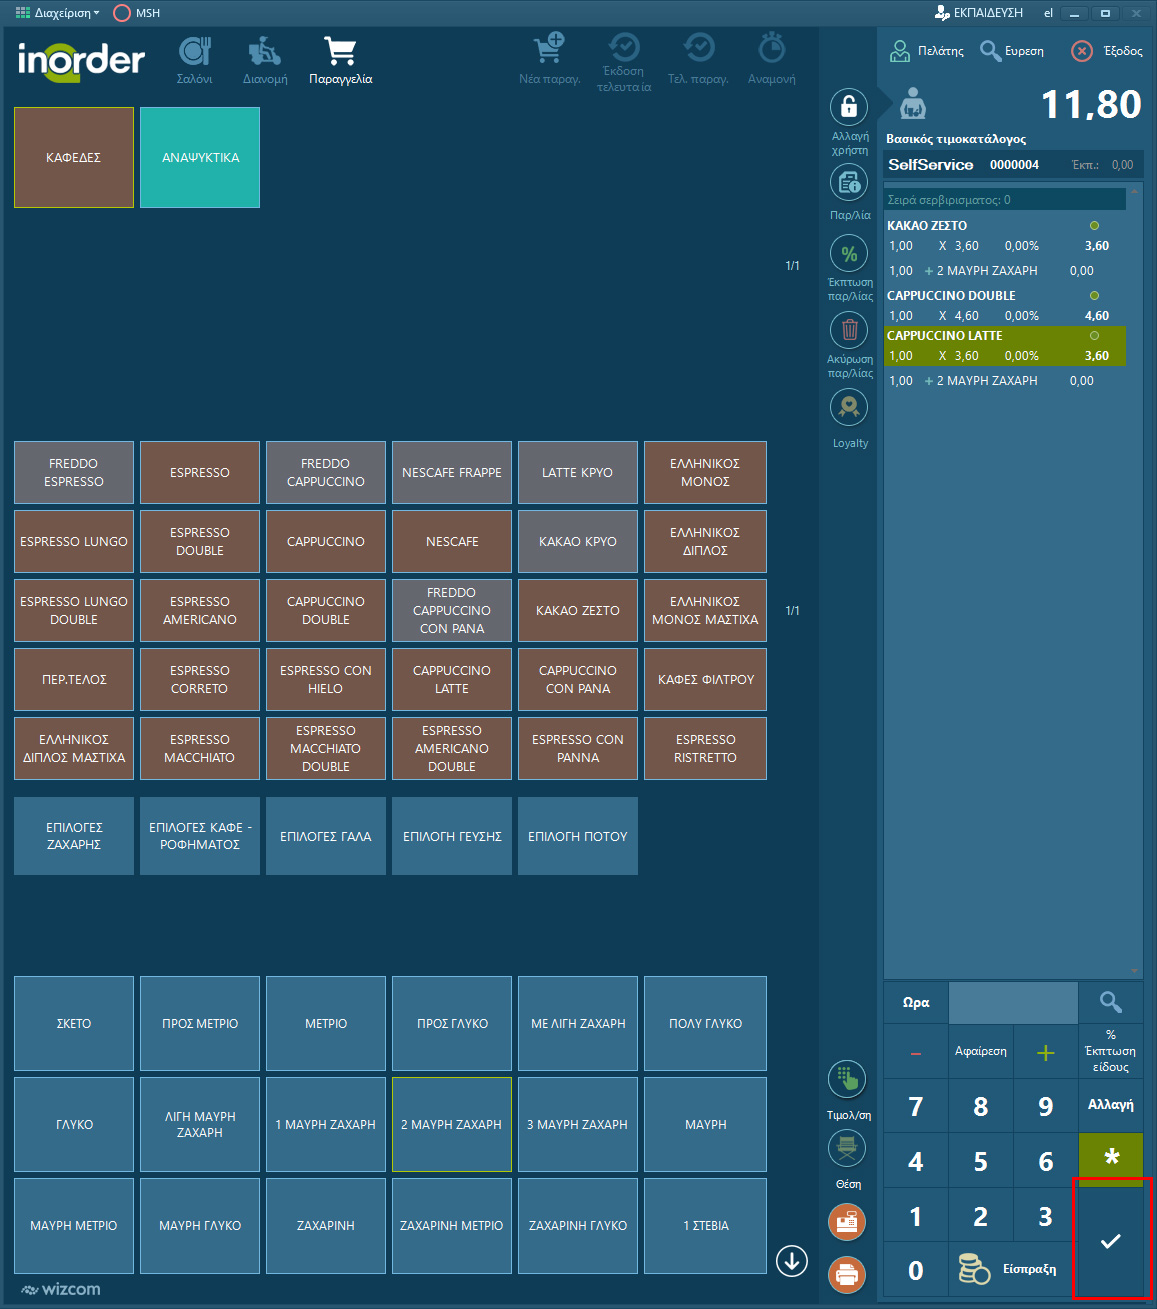 Διαχείριση
MSH
ΕΚΠΑΙΔΕΥΣΗ
el
inorder
Σαλόνι
Διανομή
Παραγγελία
Νέα παραγ.
Έκδοση
τελευταία
Τελ. παραγ.
Αναμονή
Πελάτης
Ευρεση
Έξοδος
11,80
Βασικός τιμοκατάλογος
SelfService 0000004 Έκπ.: 0,00
Σειρά σερβιρισματος: 0
ΚΑΚΑΟ ΖΕΣΤΟ
1,00 X 3,60 0,00% 3,60
1,00 + 2 ΜΑΥΡΗ ΖΑΧΑΡΗ 0,00
CAPPUCCINO DOUBLE
1,00 X 4,60 0,00% 4,60
CAPPUCCINO LATTE
1,00 X 3,60 0,00% 3,60
1,00 + 2 ΜΑΥΡΗ ΖΑΧΑΡΗ 0,00
Αλλαγή
χρήστη
Παρ/λία
%
Έκπτωση
παρ/λίας
Ακύρωση
παρ/λίας
Loyalty
ΚΑΦΕΔΕΣ
ΑΝΑΨΥΚΤΙΚΑ
1/1
FREDDO
ESPRESSO
ESPRESSO
FREDDO
CAPPUCCINO
NESCAFE FRAPPE
LATTE ΚΡΥΟ
ΕΛΛΗΝΙΚΟΣ
ΜΟΝΟΣ
ESPRESSO LUNGO
ESPRESSO
DOUBLE
CAPPUCCINO
NESCAFE
ΚΑΚΑΟ ΚΡΥΟ
ΕΛΛΗΝΙΚΟΣ
ΔΙΠΛΟΣ
ESPRESSO LUNGO
DOUBLE
ESPRESSO
AMERICANO
CAPPUCCINO
DOUBLE
FREDDO
CAPPUCCINO
CON PANA
ΚΑΚΑΟ ΖΕΣΤΟ
ΕΛΛΗΝΙΚΟΣ
ΜΟΝΟΣ ΜΑΣΤΙΧΑ
1/1
ΠΕΡ.ΤΕΛΟΣ
ESPRESSO
CORRETO
ESPRESSO CON
HIELO
CAPPUCCINO
LATTE
CAPPUCCINO
CON PANA
ΚΑΦΕΣ ΦΙΛΤΡΟΥ
ΕΛΛΗΝΙΚΟΣ
ΔΙΠΛΟΣ ΜΑΣΤΙΧΑ
ESPRESSO
MACCHIATO
ESPRESSO
MACCHIATO
DOUBLE
ESPRESSO
AMERICANO
DOUBLE
ESPRESSO CON
PANNA
ESPRESSO
RISTRETTO
ΕΠΙΛΟΓΕΣ
ΖΑΧΑΡΗΣ
ΕΠΙΛΟΓΕΣ ΚΑΦΕ -
ΡΟΦΗΜΑΤΟΣ
ΕΠΙΛΟΓΕΣ ΓΑΛΑ
ΕΠΙΛΟΓΗ ΓΕΥΣΗΣ
ΕΠΙΛΟΓΗ ΠΟΤΟΥ
ΣΚΕΤΟ
ΠΡΟΣ ΜΕΤΡΙΟ
ΜΕΤΡΙΟ
ΠΡΟΣ ΓΛΥΚΟ
ΜΕ ΛΙΓΗ ΖΑΧΑΡΗ
ΠΟΛΥ ΓΛΥΚΟ
ΓΛΥΚΟ
ΛΙΓΗ ΜΑΥΡΗ
ΖΑΧΑΡΗ
1 ΜΑΥΡΗ ΖΑΧΑΡΗ
2 ΜΑΥΡΗ ΖΑΧΑΡΗ
3 ΜΑΥΡΗ ΖΑΧΑΡΗ
ΜΑΥΡΗ
ΜΑΥΡΗ ΜΕΤΡΙΟ
ΜΑΥΡΗ ΓΛΥΚΟ
ΖΑΧΑΡΙΝΗ
ΖΑΧΑΡΙΝΗ ΜΕΤΡΙΟ
ΖΑΧΑΡΙΝΗ ΓΛΥΚΟ
1 ΣΤΕΒΙΑ
wizcom
Τιμολ/ση
Θέση
Ωρα
-
Αφαίρεση
+
%
Έκπτωση
είδους
7 8 9 Αλλαγή
4 5 6 *
1 2 3
0 Είσπραξη